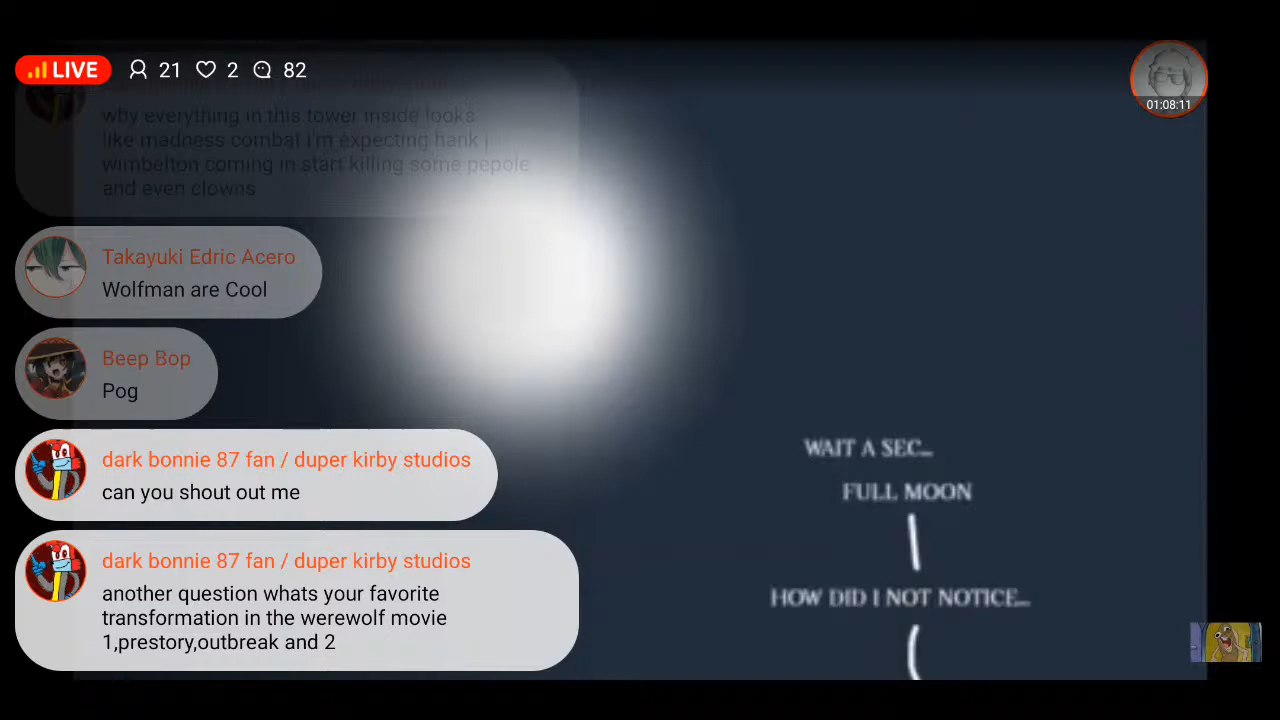 LIVE 21 2 82
01:08:11
why everything in this tower inside looks
like madness combat i'm expecting hank j
wimbelton coming in start killing some pepole
and even clowns
Takayuki Edric Acero
Wolfman are Cool
Beep Bop
Pog
dark bonnie 87 fan / duper kirby studios
can you shout out me
dark bonnie 87 fan / duper kirby studios
another question whats your favorite
transformation in the werewolf movie
1,prestory,outbreak and 2
WAIT A SEC...
FULL MOON
HOW DID I NOT NOTICE...